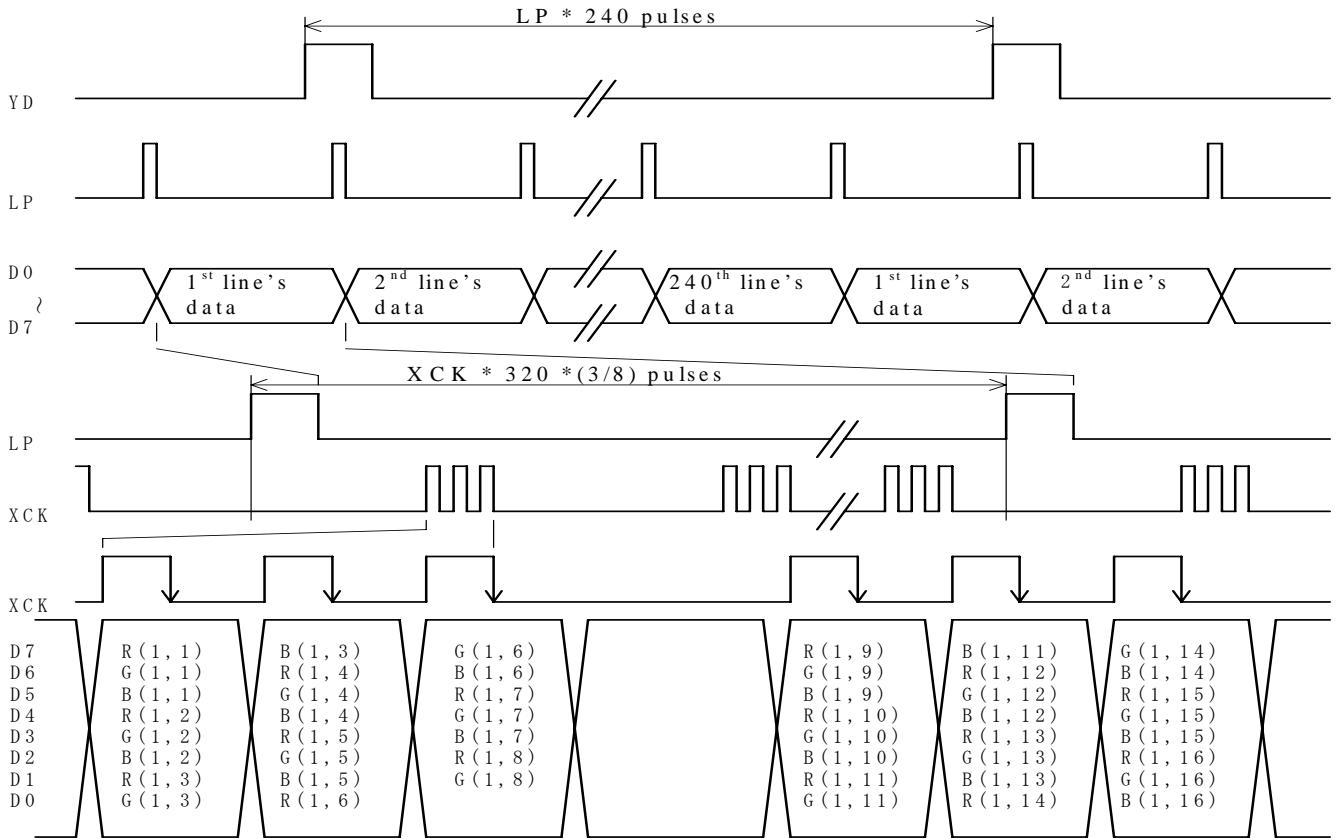 LP * 240 pulses
YD
LP
D0
~
D7
1st line's data
2nd line's data
240th line's data
1st line's data
2nd line's data
XCK * 320 *(3/8) pulses
LP
XCK
XCK
D7 R(1,1) B(1,3) G(1,6) R(1,9) B(1,11) G(1,14)
D6 G(1,1) R(1,4) B(1,6) G(1,9) R(1,12) B(1,14)
D5 B(1,1) G(1,4) R(1,7) B(1,9) G(1,12) R(1,15)
D4 R(1,2) B(1,4) G(1,7) R(1,10) B(1,12) G(1,15)
D3 G(1,2) R(1,5) B(1,7) G(1,10) R(1,13) B(1,15)
D2 B(1,2) G(1,5) R(1,8) B(1,10) G(1,13) R(1,16)
D1 R(1,3) B(1,5) G(1,8) R(1,11) B(1,13) G(1,16)
D0 G(1,3) R(1,6) G(1,11) R(1,14) B(1,16)